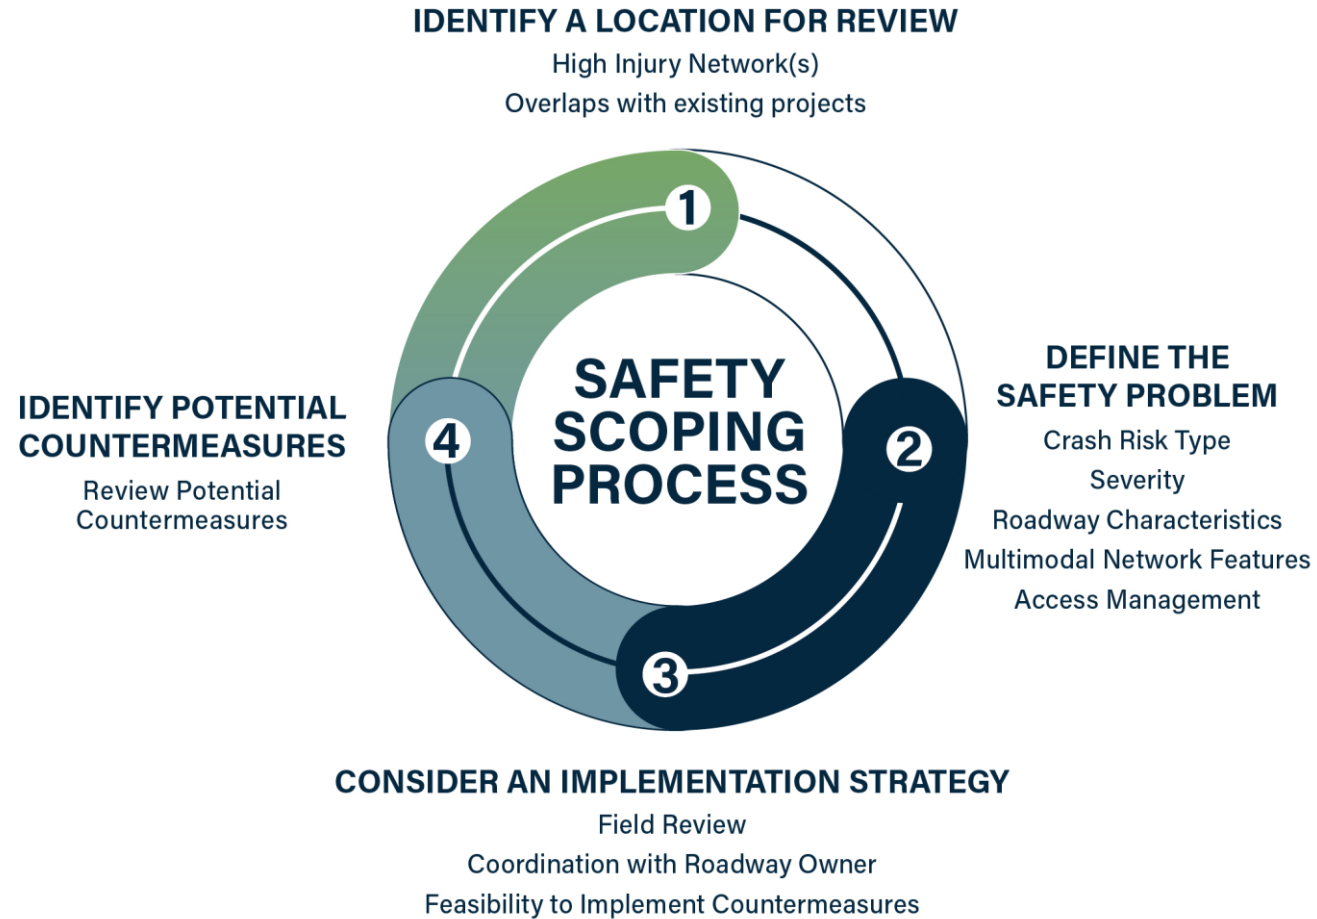 IDENTIFY A LOCATION FOR REVIEW
High Injury Network(s)
Overlaps with existing projects
1
DEFINE THE
SAFETY PROBLEM
Crash Risk Type
Severity
Roadway Characteristics
Multimodal Network Features
Access Management
2
SAFETY
SCOPING
PROCESS
IDENTIFY POTENTIAL
COUNTERMEASURES
Review Potential
Countermeasures
4
3
CONSIDER AN IMPLEMENTATION STRATEGY
Field Review
Coordination with Roadway Owner
Feasibility to Implement Countermeasures